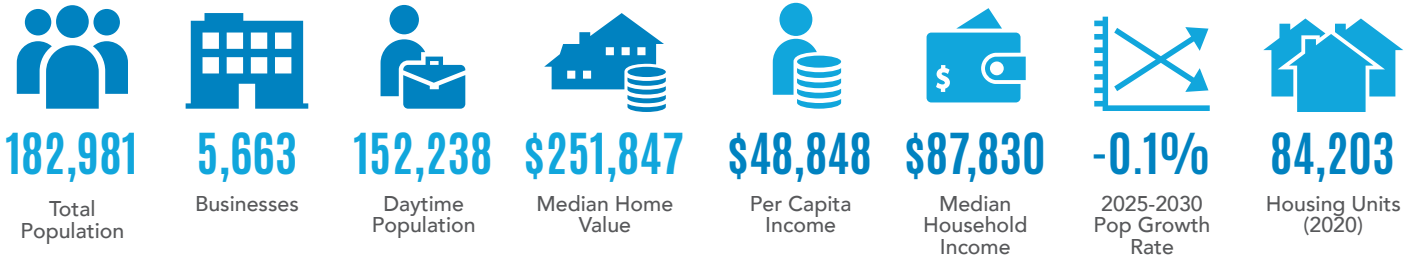 $
182,981
Total
Population
5,663
Businesses
152,238
Daytime
Population
$251,847
Median Home
Value
$48,848
Per Capita
Income
$87,830
Median
Household
Income
-0.1%
2025-2030
Pop Growth
Rate
84,203
Housing Units
(2020)